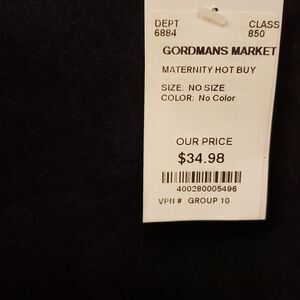 DEPT CLASS
6884 850
GORDMANS MARKET
MATERNITY HOT BUY
SIZE: NO SIZE
COLOR: No Color
OUR PRICE
$34.98
400280005496
VPN # GROUP 10